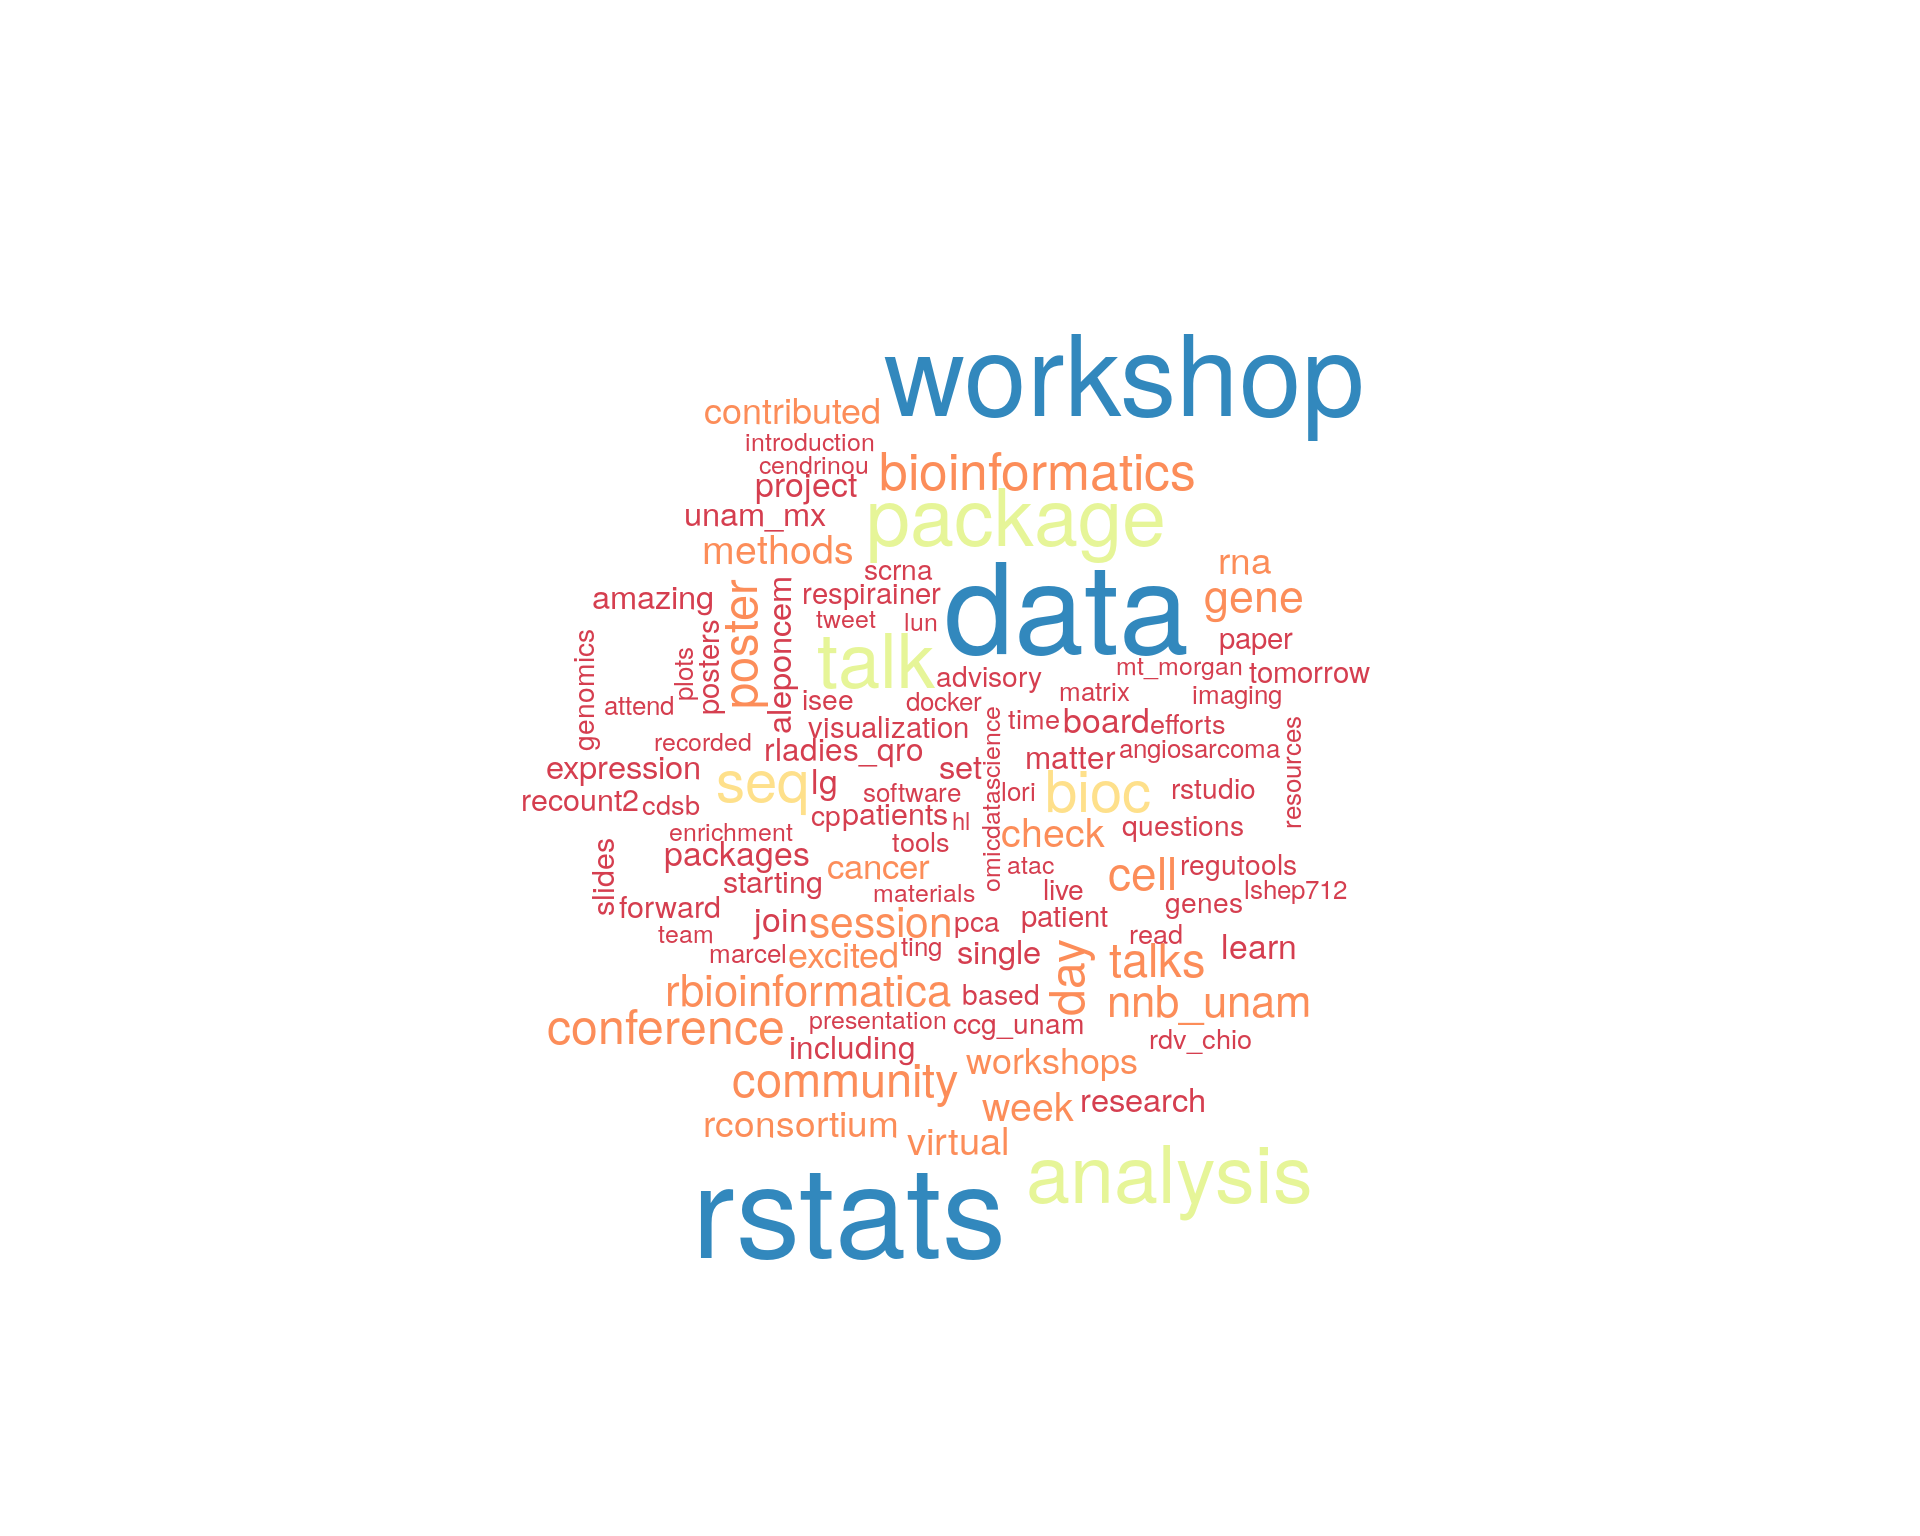 workshop
contributed
introduction
cendrinou
bioinformatics
project
unam_mx
package
methods
rna
scrna
data
amazing
poster
aleponcem
respirainer
gene
tweet
lun
paper
genomics
plots
posters
talk
advisory
mt_morgan
tomorrow
matrix
imaging
attend
isee
docker
time
board
efforts
visualization
recorded
rladies_qro
omicdatascience
matter
angiosarcoma
resources
expression
seq
lg
set
bioc
rstudio
software
lori
recount2
cdsb
cp
patients
hl
questions
enrichment
tools
check
packages
slides
cancer
atac
cell
regutools
starting
materials
live
lshep712
forward
genes
join
session
pca
patient
team
read
marcel
excited
ting
single
day
talks
learn
rbioinformatica
based
nnb_unam
conference
presentation
ccg_unam
rdv_chio
including
workshops
community
week
research
rconsortium
virtual
analysis
rstats